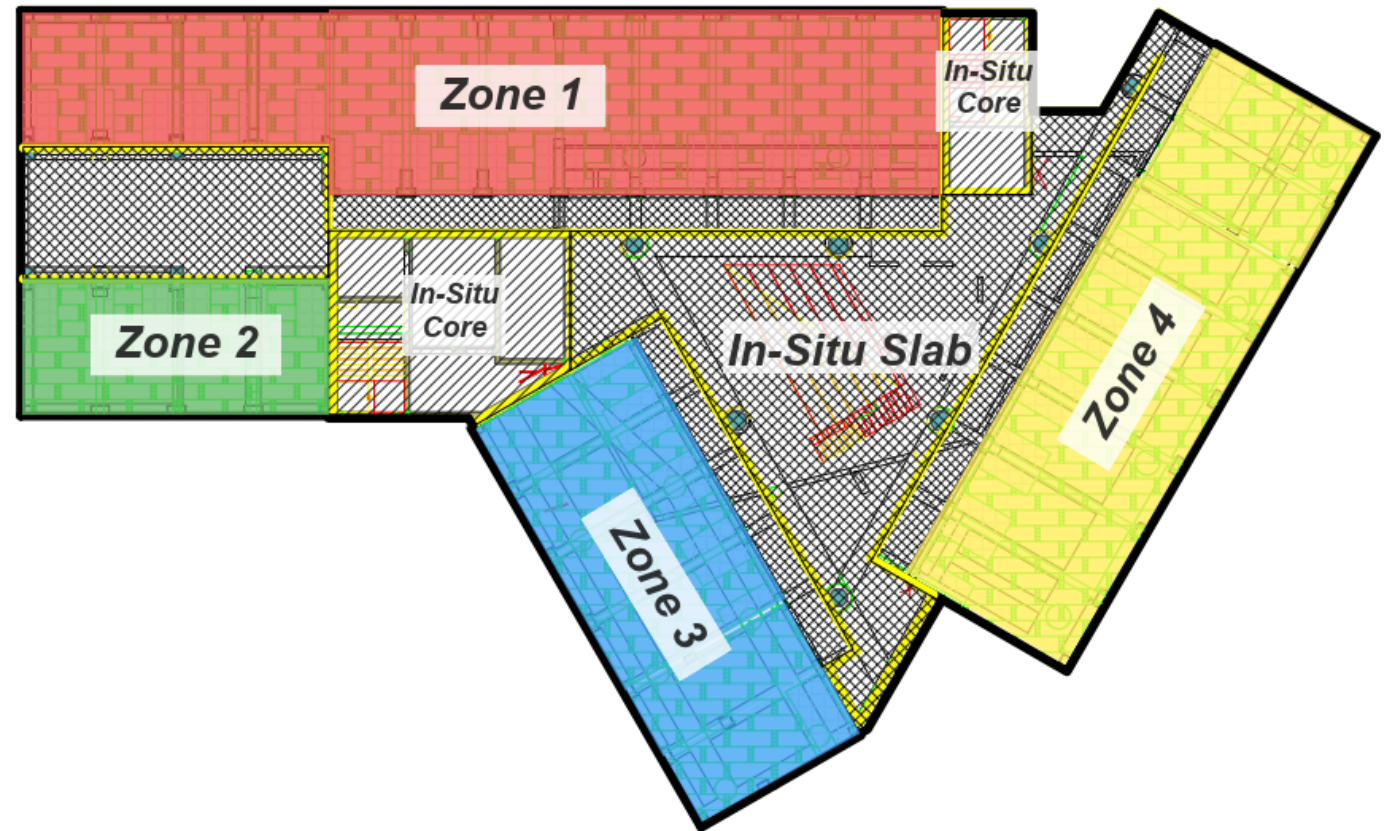 Zone 1
In-Situ
Core
In-Situ
Core
Zone 2
In-Situ Slab
Zone 3
Zone 4